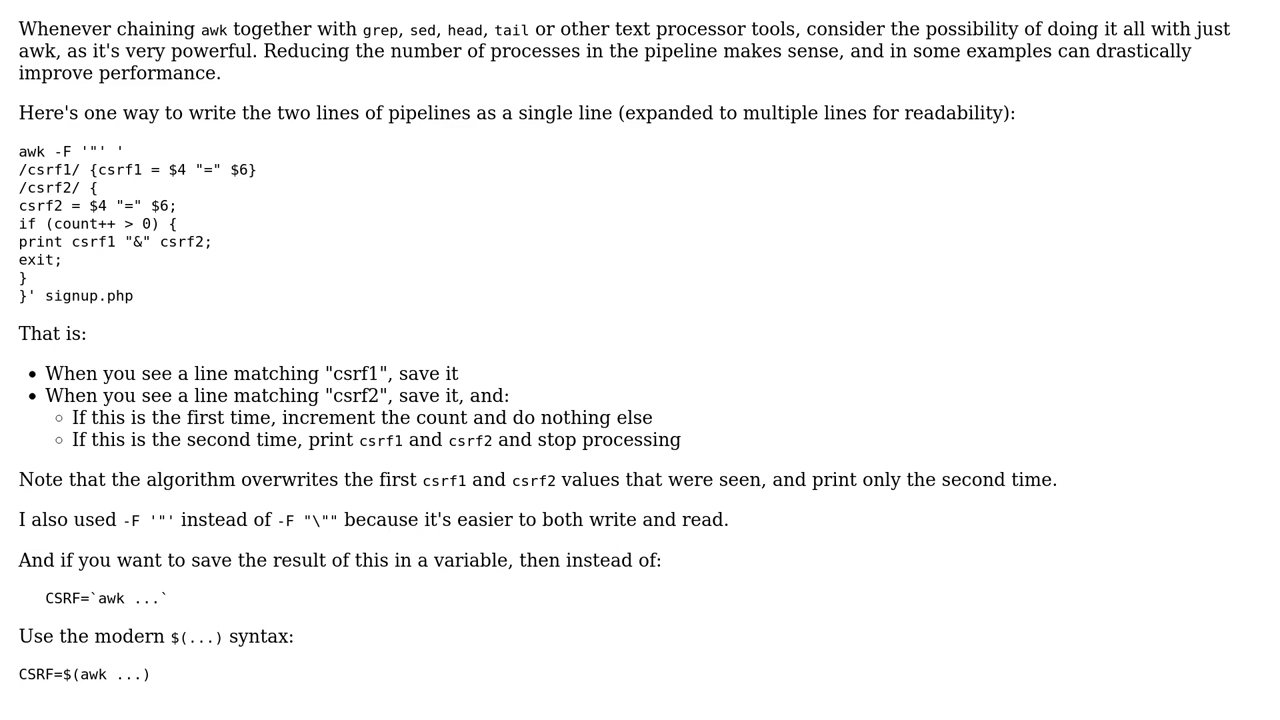 Whenever chaining awk together with grep, sed, head, tail or other text processor tools, consider the possibility of doing it all with just
awk, as it's very powerful. Reducing the number of processes in the pipeline makes sense, and in some examples can drastically
improve performance.
Here's one way to write the two lines of pipelines as a single line (expanded to multiple lines for readability):
awk -F '"' '
/csrf1/ {csrf1 = $4 "=" $6}
/csrf2/ {
csrf2 = $4 "=" $6;
if (count++ > 0) {
print csrf1 "&" csrf2;
exit;
}
}' signup.php
That is:
• When you see a line matching "csrf1", save it
• When you see a line matching "csrf2", save it, and:
◦ If this is the first time, increment the count and do nothing else
◦ If this is the second time, print csrf1 and csrf2 and stop processing
Note that the algorithm overwrites the first csrf1 and csrf2 values that were seen, and print only the second time.
I also used -F '"' instead of -F "\"" because it's easier to both write and read.
And if you want to save the result of this in a variable, then instead of:
CSRF=`awk ...`
Use the modern $(...) syntax:
CSRF=$(awk ...)